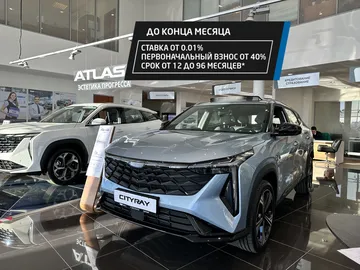 ДО КОНЦА МЕСЯЦА
СТАВКА ОТ 0.01%
ПЕРВОНАЧАЛЬНЫЙ ВЗНОС ОТ 40%
СРОК ОТ 12 ДО 96 МЕСЯЦЕВ*
ATLAS
ЭСТЕТИКА ПРОГРЕССА
CITYRAY